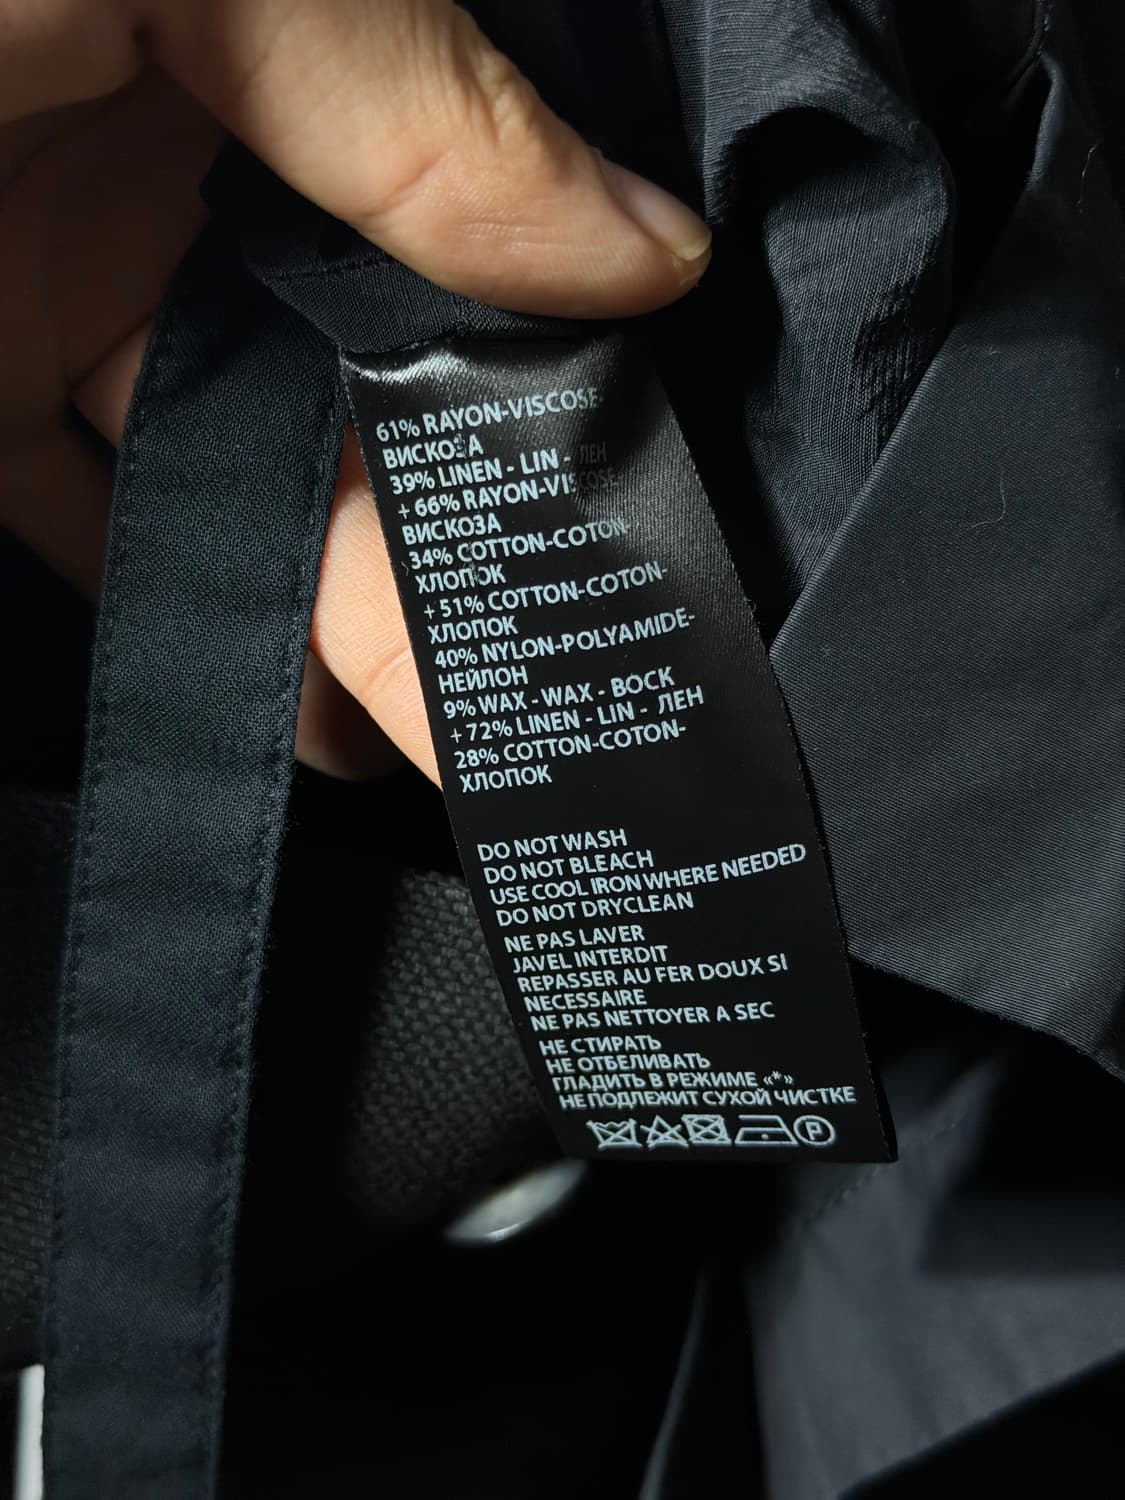 61% RAYON-VISCOSE-
ВИСКОЗА
39% LINEN - LIN - ЛЕН
+ 66% RAYON-VISCOSE-
ВИСКОЗА
34% COTTON-COTON-
ХЛОПОК
+ 51% COTTON-COTON-
ХЛОПОК
40% NYLON-POLYAMIDE-
НЕЙЛОН
9% WAX - WAX - ВОСК
+ 72% LINEN - LIN - ЛЕН
28% COTTON-COTON-
ХЛОПОК
DO NOT WASH
DO NOT BLEACH
USE COOL IRON WHERE NEEDED
DO NOT DRYCLEAN
NE PAS LAVER
JAVEL INTERDIT
REPASSER AU FER DOUX SI
NECESSAIRE
NE PAS NETTOYER A SEC
НЕ СТИРАТЬ
НЕ ОТБЕЛИВАТЬ
ГЛАДИТЬ В РЕЖИМЕ «*»
НЕ ПОДЛЕЖИТ СУХОЙ ЧИСТКЕ
P